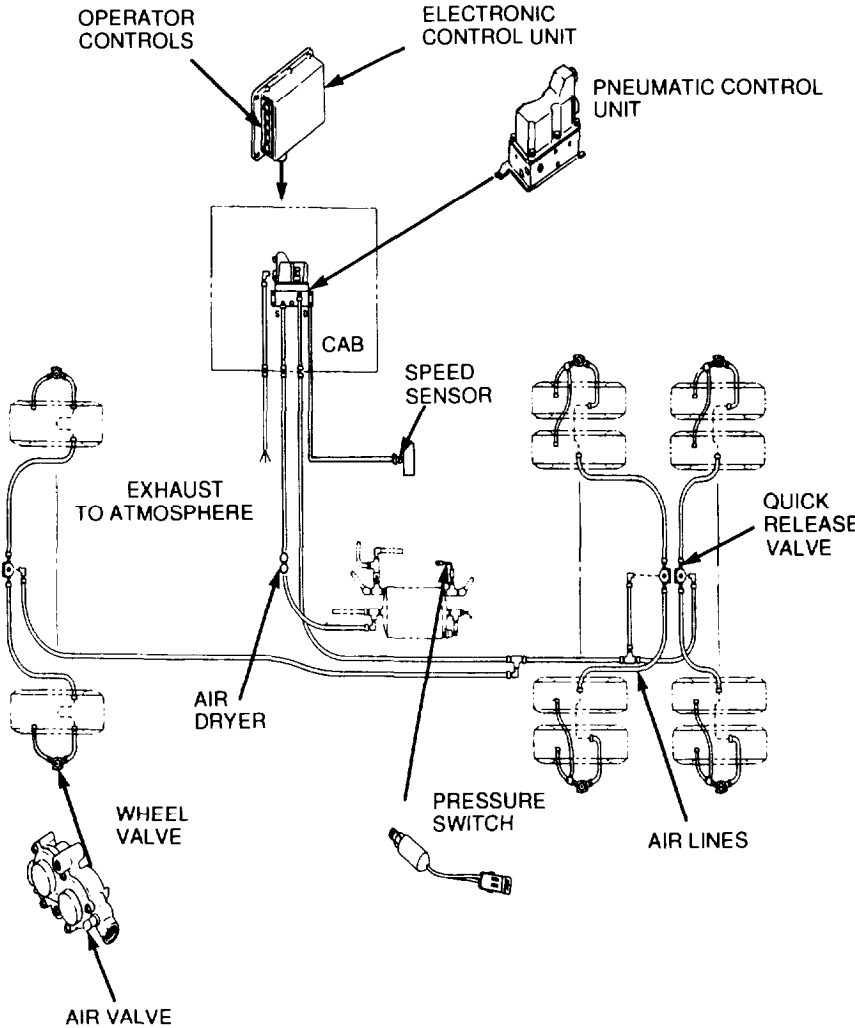 OPERATOR
CONTROLS
ELECTRONIC
CONTROL UNIT
PNEUMATIC CONTROL
UNIT
CAB
SPEED
SENSOR
EXHAUST
TO ATMOSPHERE
QUICK
RELEASE
VALVE
AIR
DRYER
WHEEL
VALVE
PRESSURE
SWITCH
AIR LINES
AIR VALVE